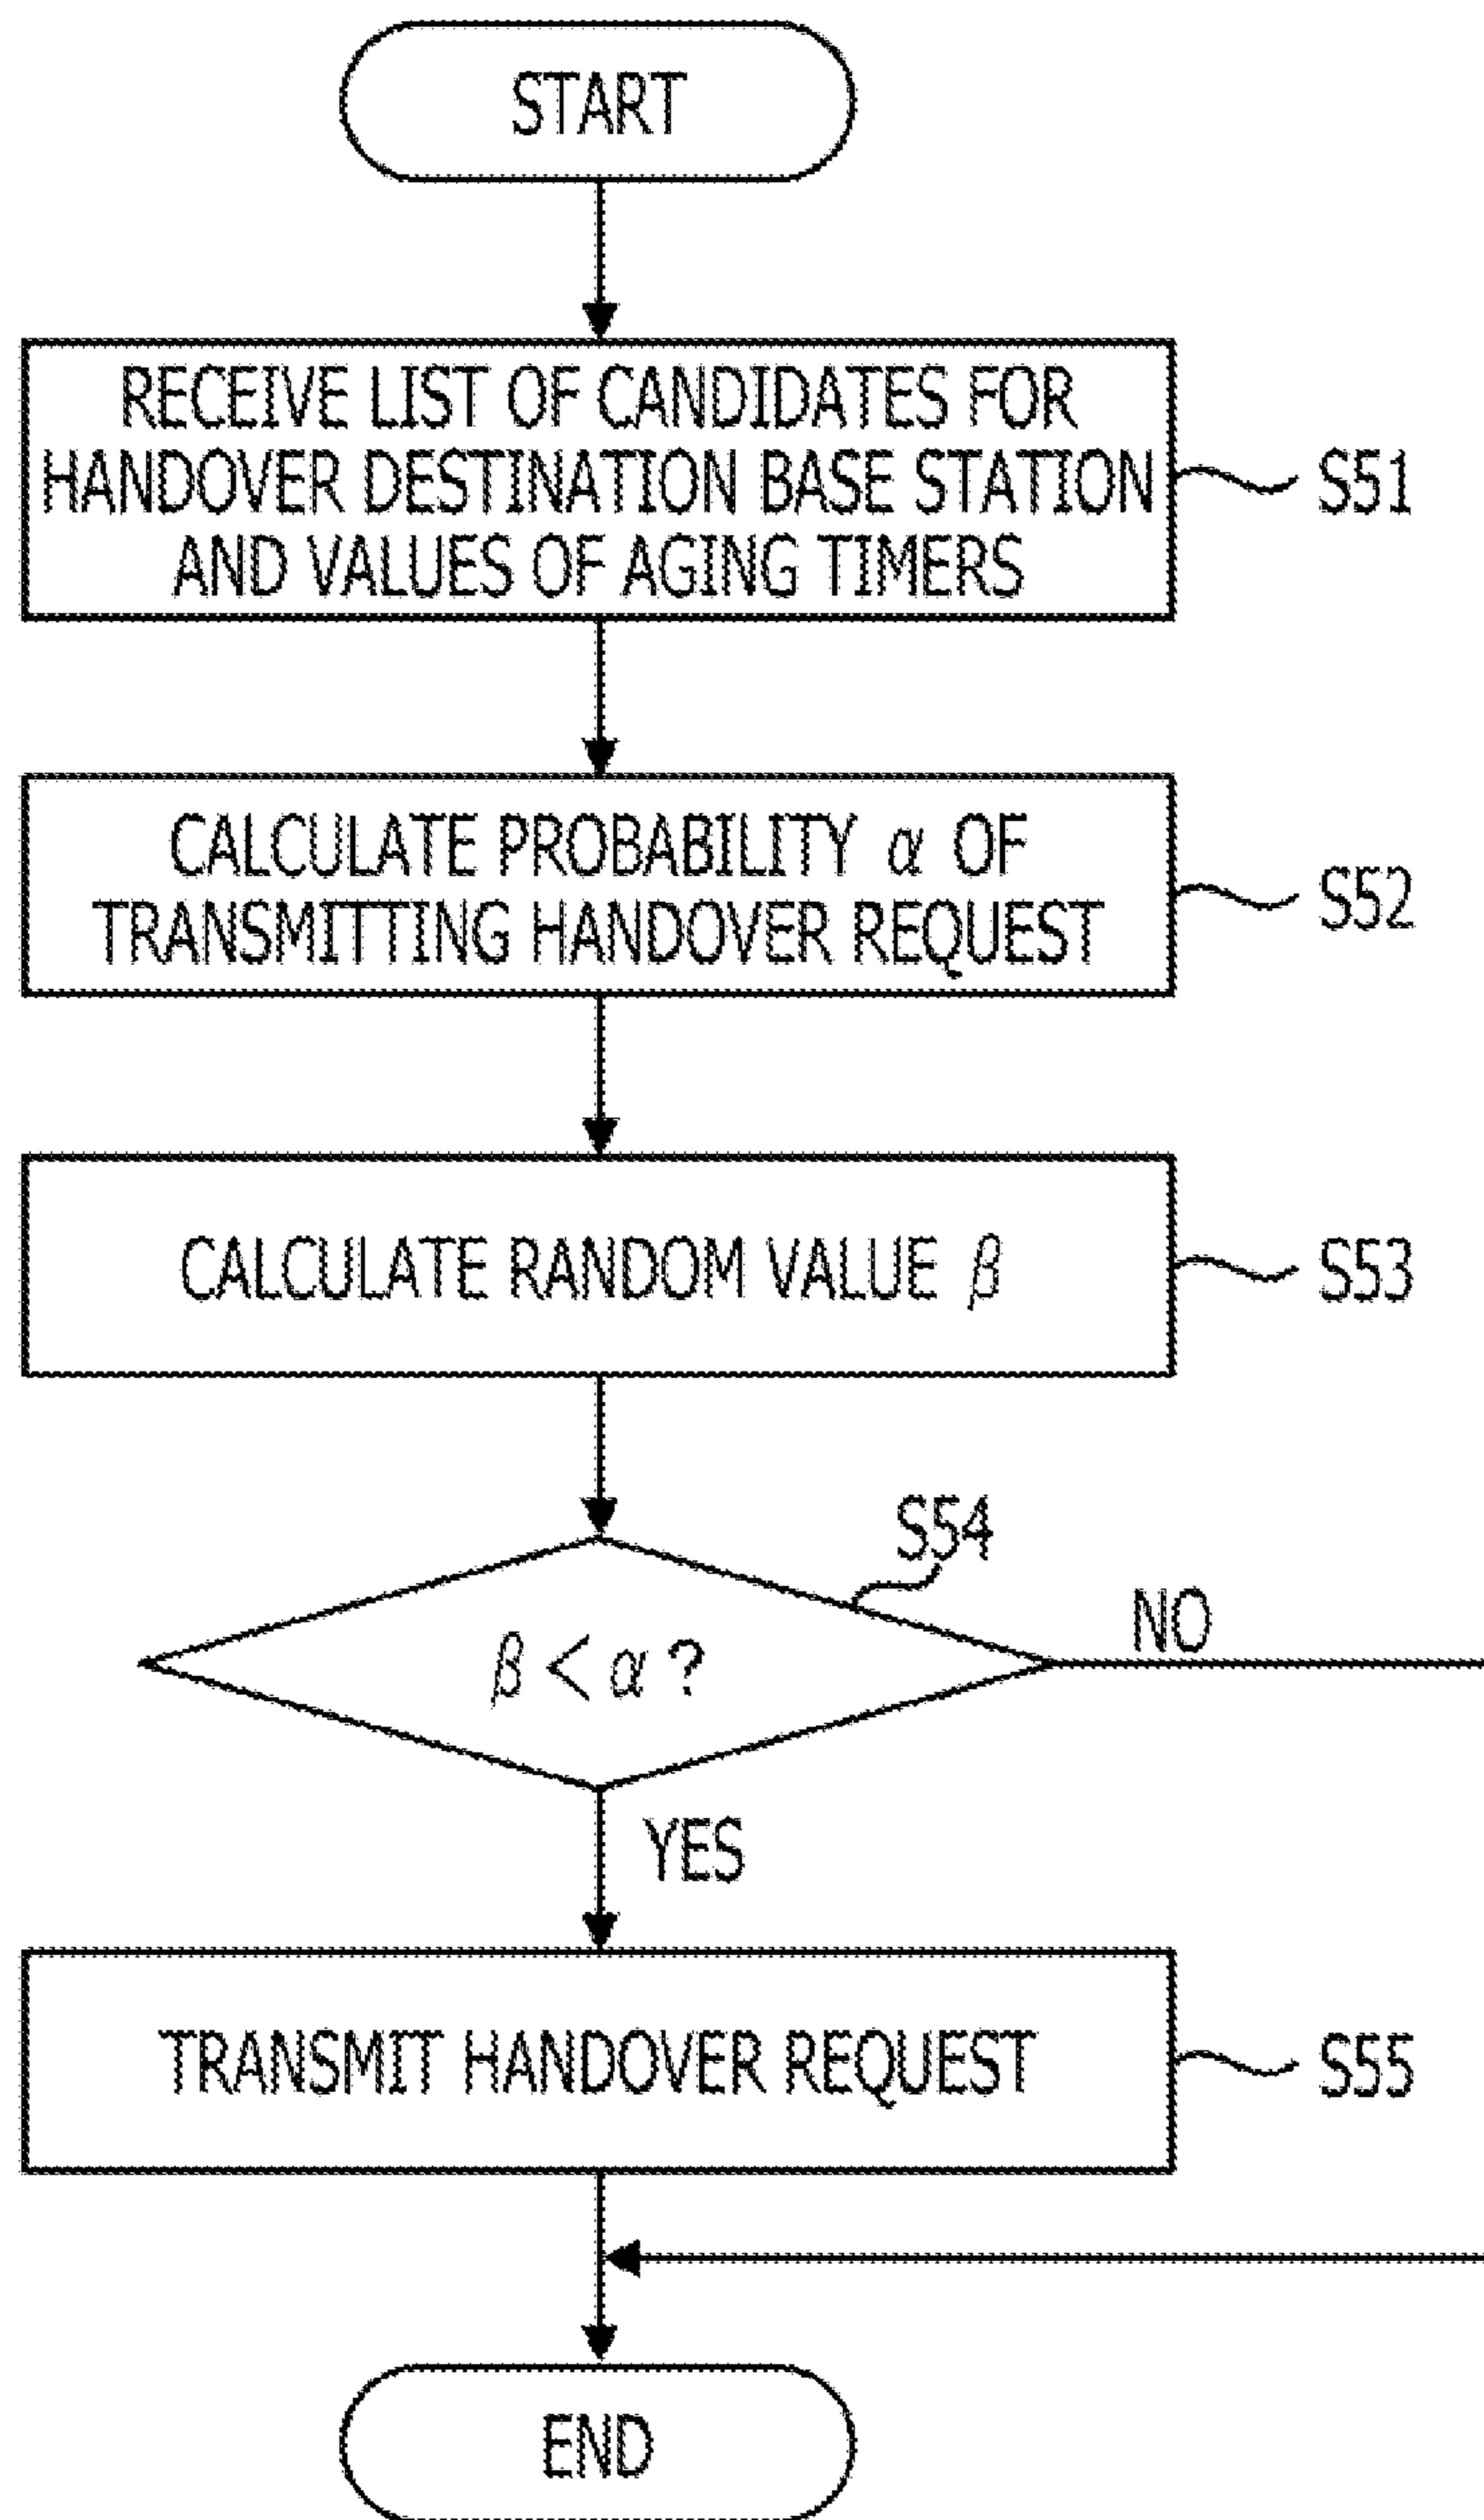 START
RECEIVE LIST OF CANDIDATES FOR
HANDOVER DESTINATION BASE STATION
AND VALUES OF AGING TIMERS
S51
CALCULATE PROBABILITY α OF
TRANSMITTING HANDOVER REQUEST
S52
CALCULATE RANDOM VALUE β
S53
S54
β < α ?
NO
YES
TRANSMIT HANDOVER REQUEST
S55
END